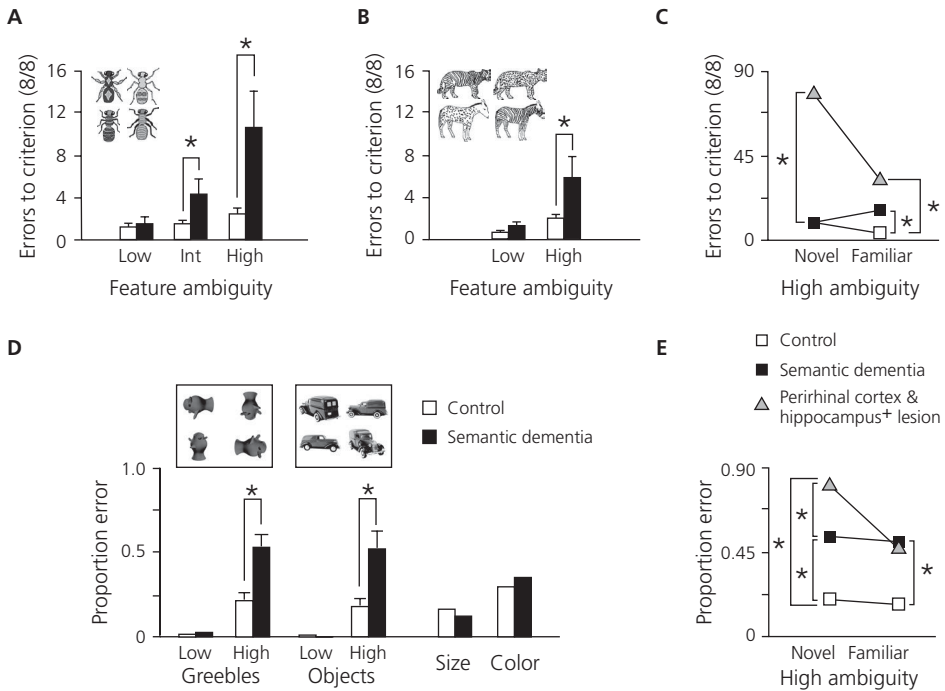 A
Errors to criterion (8/8)
16
12
8
4
0
*
*
Low Int High
Feature ambiguity
B
Errors to criterion (8/8)
16
12
8
4
0
*
Low High
Feature ambiguity
C
Errors to criterion (8/8)
90
45
0
*
*
*
Novel Familiar
High ambiguity
D
Control
Semantic dementia
Proportion error
1.0
0.5
0
*
*
Low High Low High
Greebles Objects Size Color
E
Control
Semantic dementia
Perirhinal cortex &
hippocampus+ lesion
Proportion error
0.90
0.45
0
*
*
*
*
Novel Familiar
High ambiguity